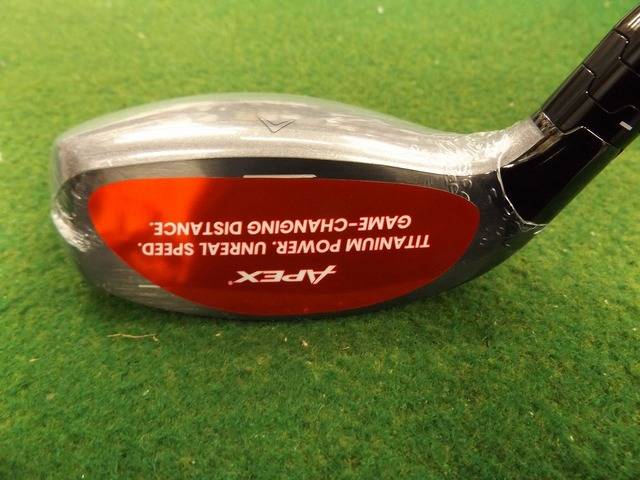 APEX®
TITANIUM POWER. UNREAL SPEED.
GAME-CHANGING DISTANCE.